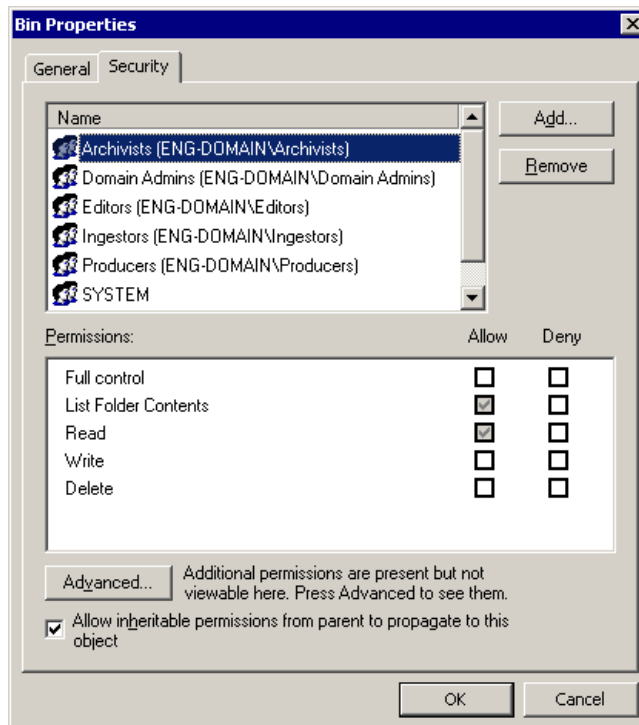 Bin Properties
General
Security
Name
Add...
Archivists (ENG-DOMAIN\Archivists)
Domain Admins (ENG-DOMAIN\Domain Admins)
Remove
Editors (ENG-DOMAIN\Editors)
Ingestors (ENG-DOMAIN\Ingestors)
Producers (ENG-DOMAIN\Producers)
SYSTEM
Permissions: Allow Deny
Full control
List Folder Contents
Read
Write
Delete
Advanced...
Additional permissions are present but not
viewable here. Press Advanced to see them.
Allow inheritable permissions from parent to propagate to this
object
OK
Cancel